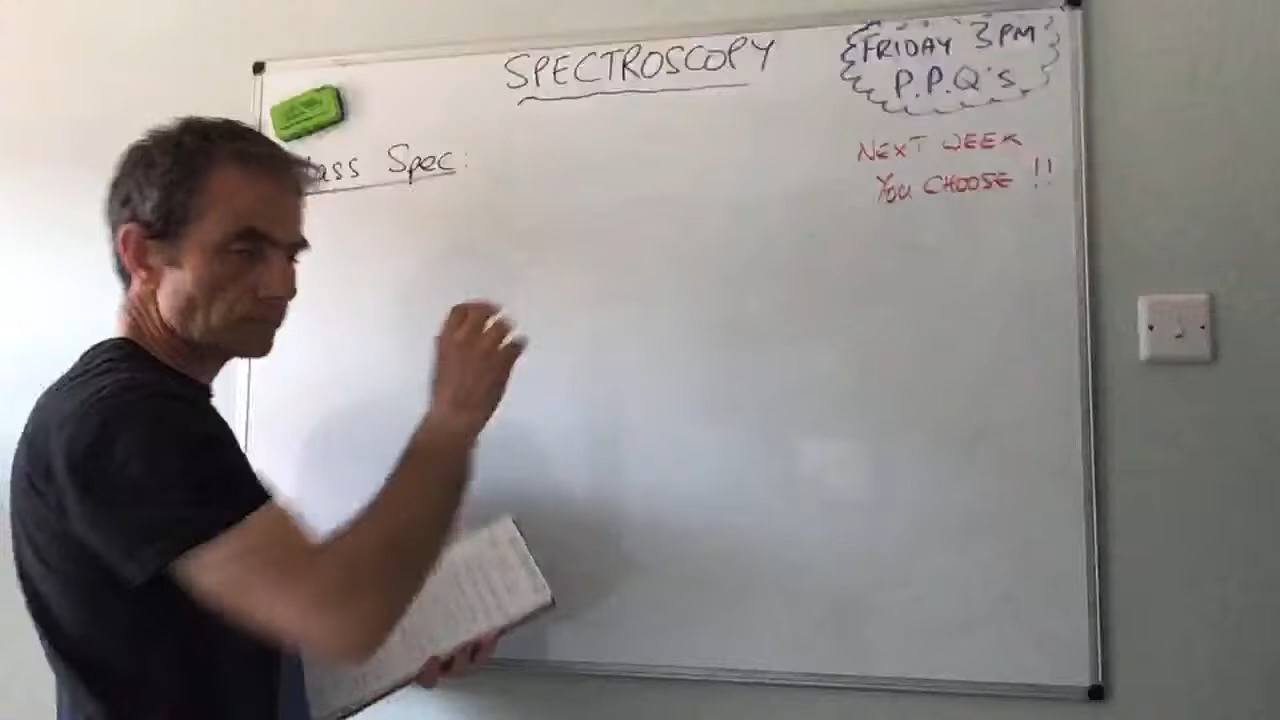 SPECTROSCOPY
FRIDAY 3PM
P.P.Q's
NEXT WEEK
YOU CHOOSE !!
ass Spec: